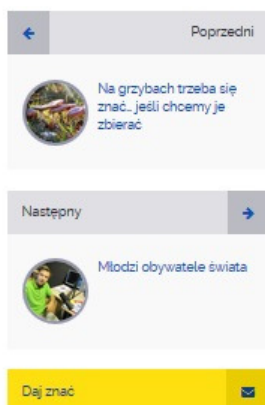 Poprzedni
Na grzybach trzeba się
znać... jeśli chcemy je
zbierać
Następny
Młodzi obywatele świata
Daj znać